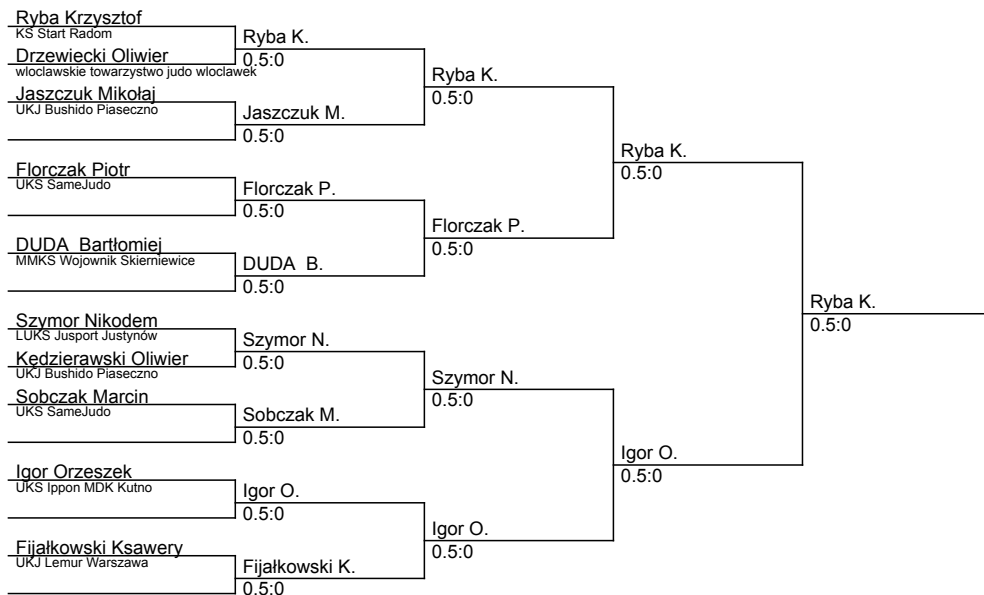 Ryba Krzysztof
KS Start Radom
Drzewiecki Oliwier
wloclawskie towarzystwo judo wloclawek
Jaszczuk Mikołaj
UKJ Bushido Piaseczno
Florczak Piotr
UKS SameJudo
DUDA  Bartłomiej
MMKS Wojownik Skierniewice
Szymor Nikodem
LUKS Jusport Justynów
Kędzierawski Oliwier
UKJ Bushido Piaseczno
Sobczak Marcin
UKS SameJudo
Igor Orzeszek
UKS Ippon MDK Kutno
Fijałkowski Ksawery
UKJ Lemur Warszawa
Ryba K.
0.5:0
Jaszczuk M.
0.5:0
Florczak P.
0.5:0
DUDA  B.
0.5:0
Szymor N.
0.5:0
Sobczak M.
0.5:0
Igor O.
0.5:0
Fijałkowski K.
0.5:0
Ryba K.
0.5:0
Florczak P.
0.5:0
Szymor N.
0.5:0
Igor O.
0.5:0
Ryba K.
0.5:0
Igor O.
0.5:0
Ryba K.
0.5:0